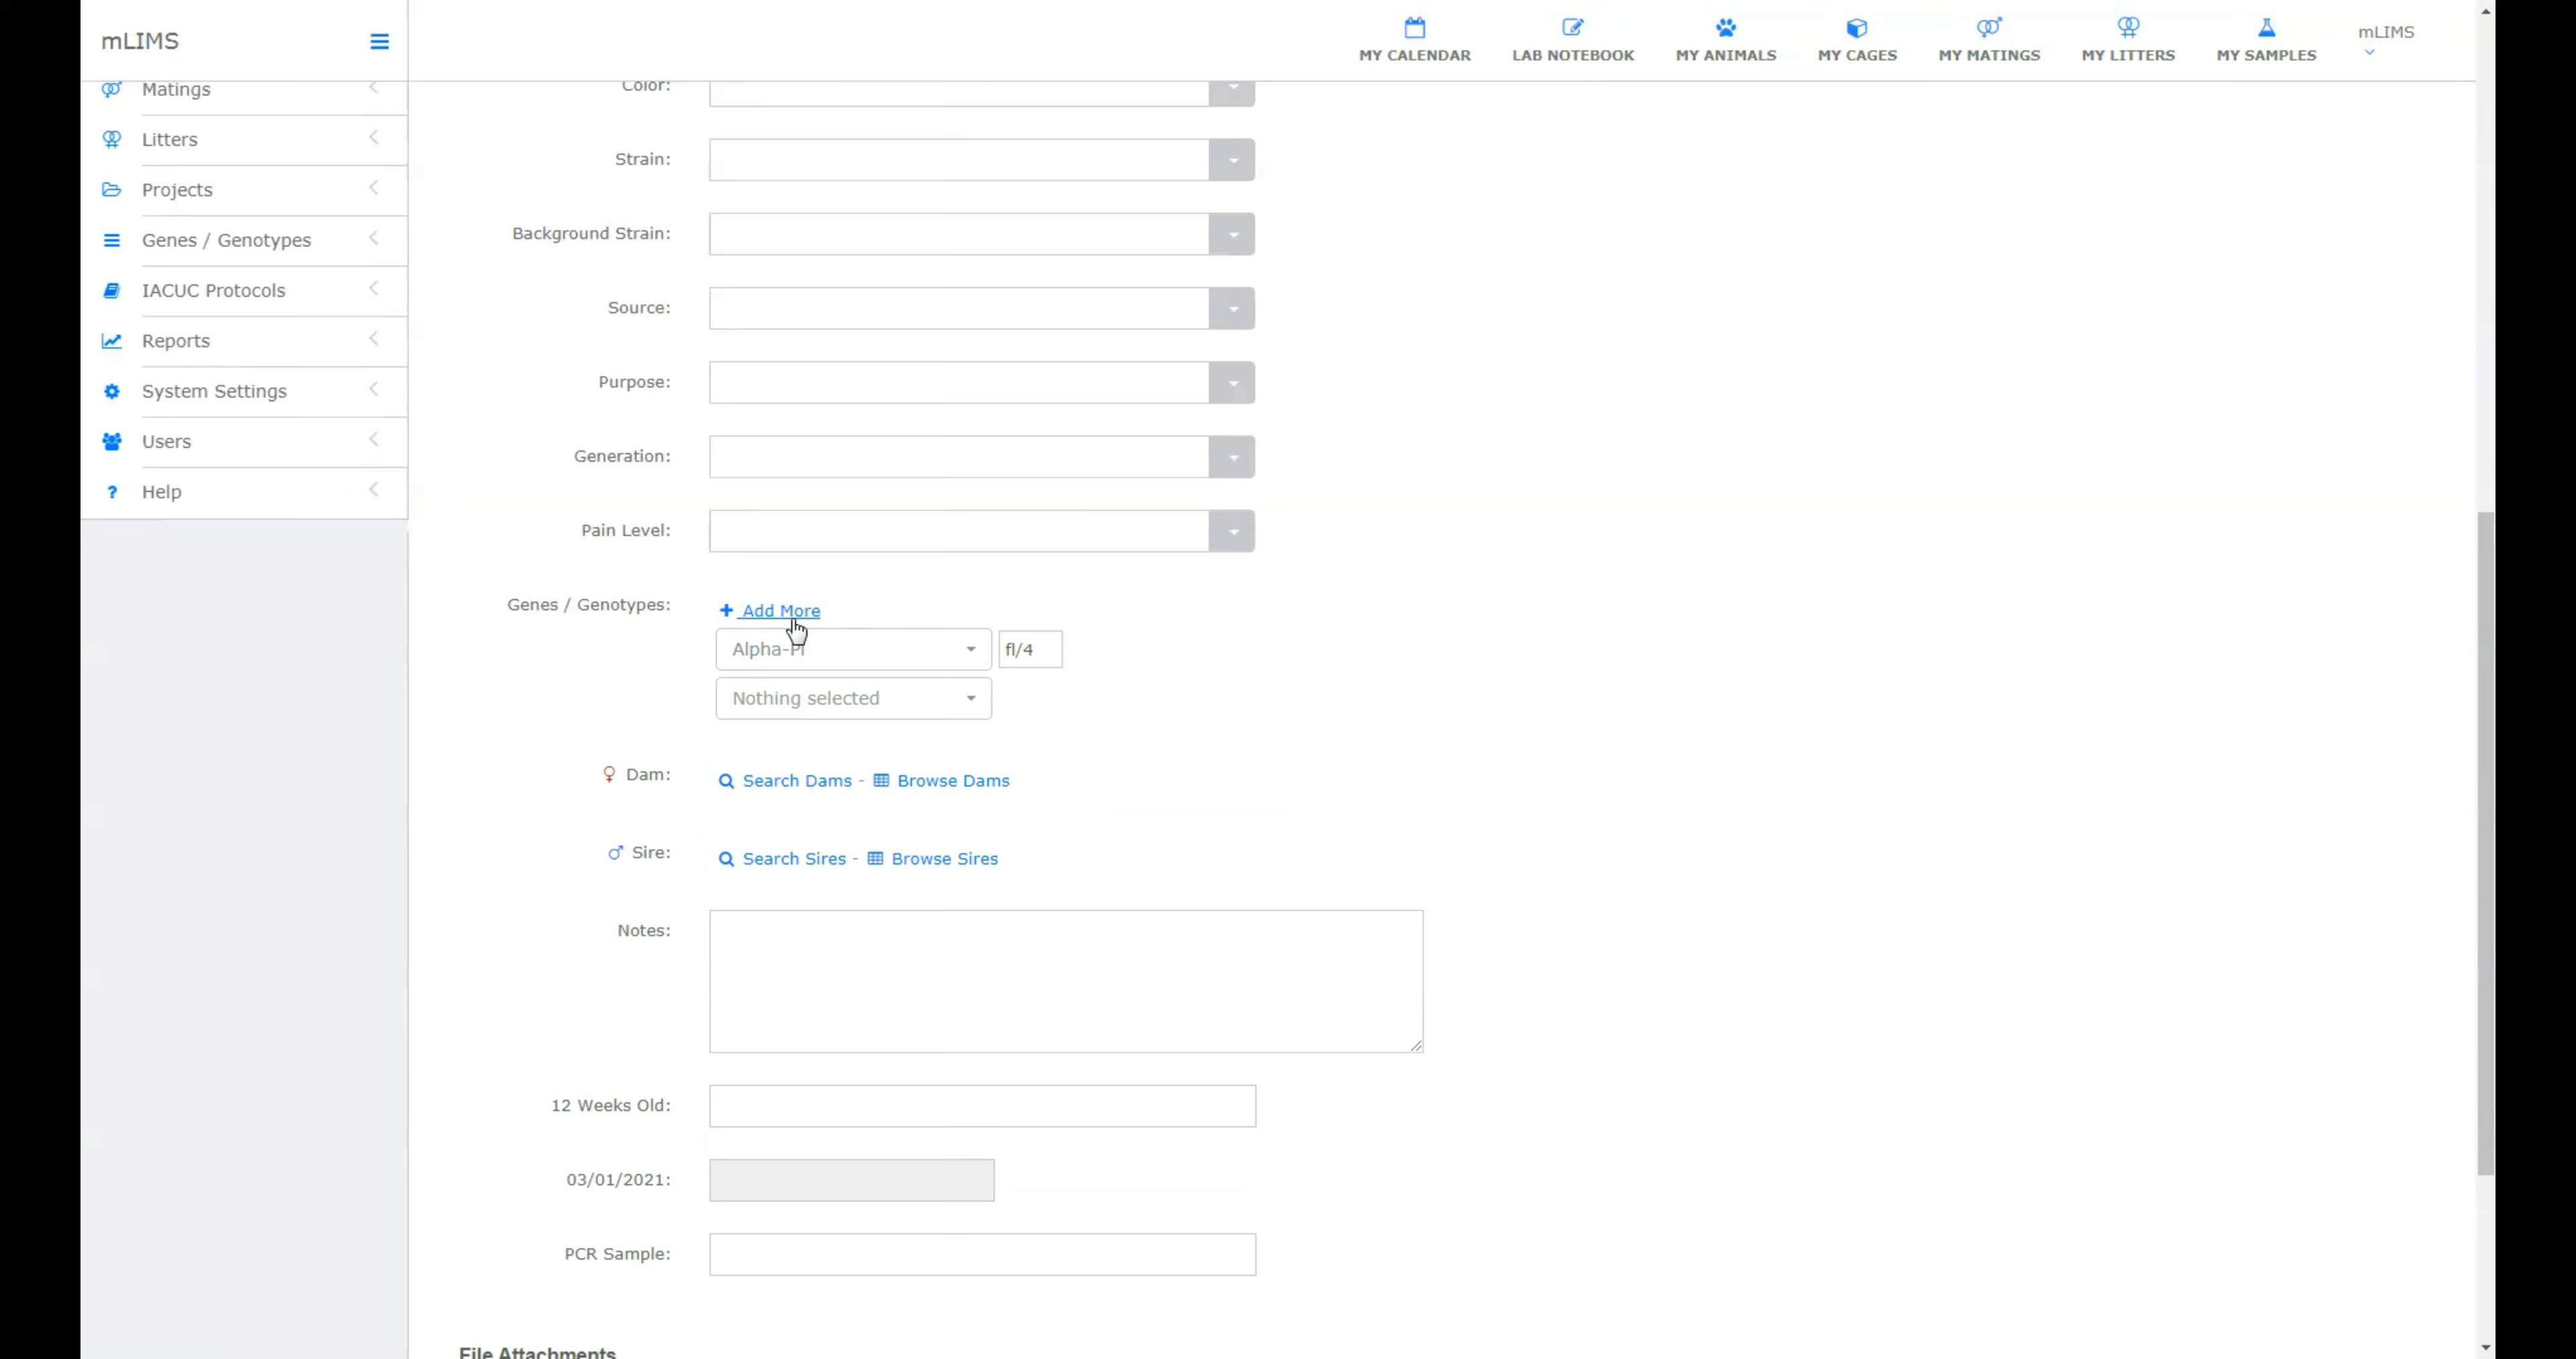 mLIMS
MY CALENDAR
LAB NOTEBOOK
MY ANIMALS
MY CAGES
MY MATINGS
MY LITTERS
MY SAMPLES
mLIMS
Matings
Litters
Projects
Genes / Genotypes
IACUC Protocols
Reports
System Settings
Users
? Help
Color:
Strain:
Background Strain:
Source:
Purpose:
Generation:
Pain Level:
Genes / Genotypes:
+ Add More
Alpha-PI
fl/4
Nothing selected
♀ Dam:
Search Dams - Browse Dams
♂ Sire:
Search Sires - Browse Sires
Notes:
12 Weeks Old:
03/01/2021:
PCR Sample:
File Attachments